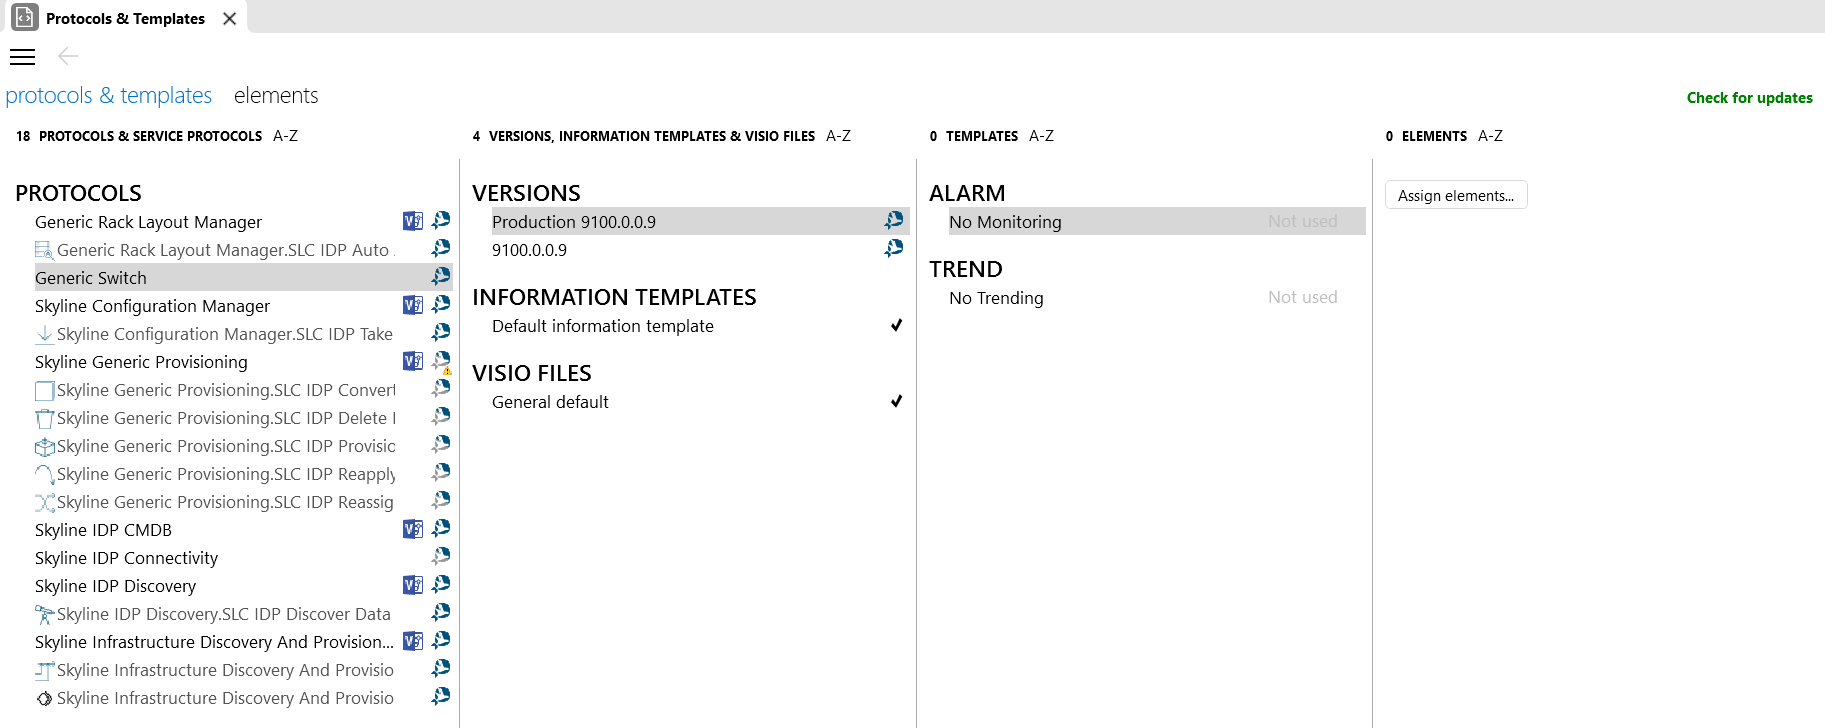 Protocols & Templates
protocols & templates elements
Check for updates
18 PROTOCOLS & SERVICE PROTOCOLS A-Z
PROTOCOLS
Generic Rack Layout Manager
Generic Rack Layout Manager.SLC IDP Auto
Generic Switch
Skyline Configuration Manager
Skyline Configuration Manager.SLC IDP Take
Skyline Generic Provisioning
Skyline Generic Provisioning.SLC IDP Convert
Skyline Generic Provisioning.SLC IDP Delete
Skyline Generic Provisioning.SLC IDP Provisio
Skyline Generic Provisioning.SLC IDP Reapply
Skyline Generic Provisioning.SLC IDP Reassig
Skyline IDP CMDB
Skyline IDP Connectivity
Skyline IDP Discovery
Skyline IDP Discovery.SLC IDP Discover Data
Skyline Infrastructure Discovery And Provision...
Skyline Infrastructure Discovery And Provisio
Skyline Infrastructure Discovery And Provisio
4 VERSIONS, INFORMATION TEMPLATES & VISIO FILES A-Z
VERSIONS
Production 9100.0.0.9
9100.0.0.9
INFORMATION TEMPLATES
Default information template
VISIO FILES
General default
0 TEMPLATES A-Z
ALARM
No Monitoring Not used
TREND
No Trending Not used
0 ELEMENTS A-Z
Assign elements...